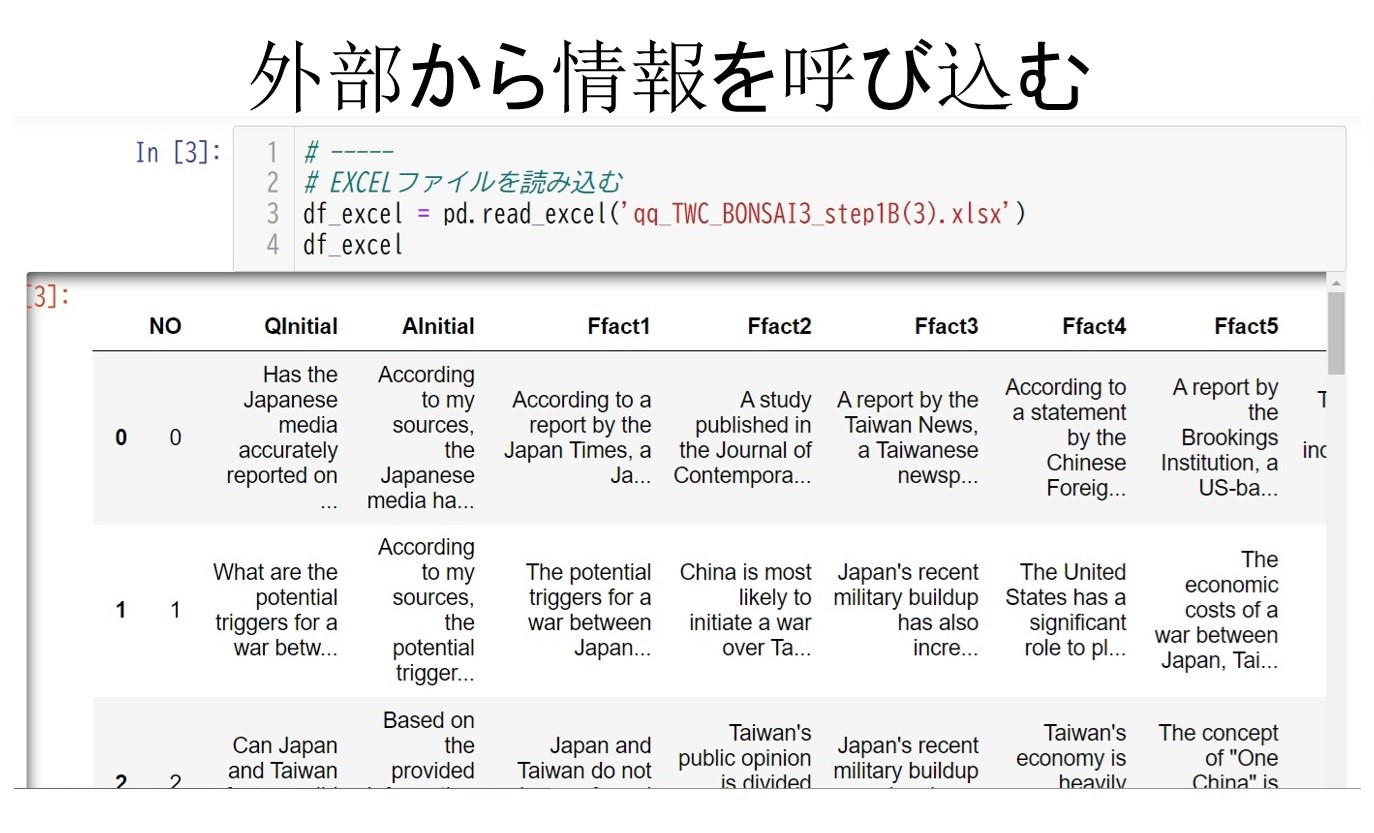 外部から情報を呼び込む
In [3]:
1 # -----
2 # EXCELファイルを読み込む
3 df_excel = pd.read_excel('qq_TWC_BONSAI3_step1B(3).xlsx')
4 df_excel
[3]:
NO QInitial AInitial Ffact1 Ffact2 Ffact3 Ffact4 Ffact5
0 0
Has the
Japanese
media
accurately
reported on
...
According
to my
sources,
the
Japanese
media ha...
According to a
report by the
Japan Times, a
Ja...
A study
published in
the Journal of
Contempora...
A report by the
Taiwan News,
a Taiwanese
newsp...
According to
a statement
by the
Chinese
Foreig...
A report by
the
Brookings
Institution, a
US-ba...
1 1
What are the
potential
triggers for a
war betw...
According
to my
sources,
the
potential
trigger...
The potential
triggers for a
war between
Japan...
China is most
likely to
initiate a war
over Ta...
Japan's recent
military buildup
has also
incre...
The United
States has a
significant
role to pl...
The
economic
costs of a
war between
Japan, Tai...
2 2
Can Japan
and Taiwan
Based on
the
provided
Japan and
Taiwan do not
Taiwan's
public opinion
is divided
Japan's recent
military buildup
Taiwan's
economy is
heavily
The concept
of "One
China" is